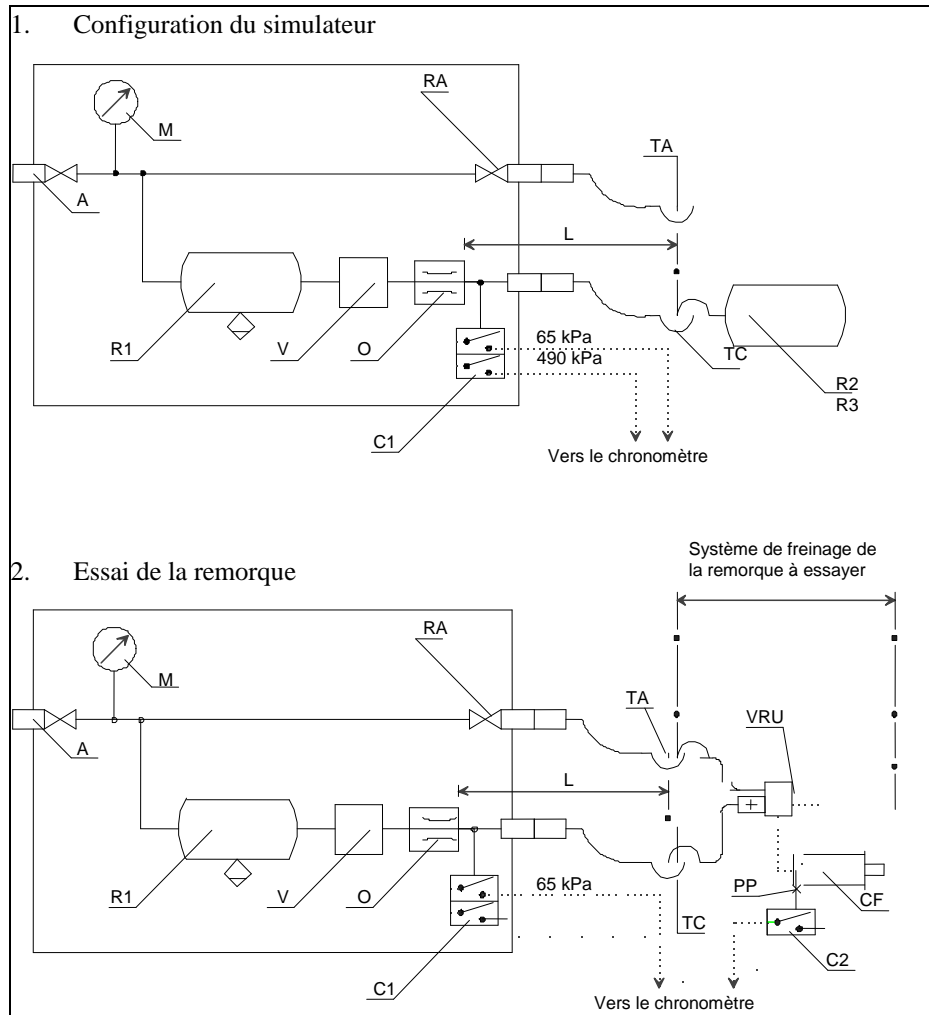 1. Configuration du simulateur
RA
M
TA
A
L
R1
V
O
65 kPa
490 kPa
TC
R2
R3
C1
Vers le chronomètre
Système de freinage de
la remorque à essayer
2. Essai de la remorque
RA
M
TA
VRU
A
L
R1
V
O
65 kPa
PP
CF
TC
C2
C1
Vers le chronomètre